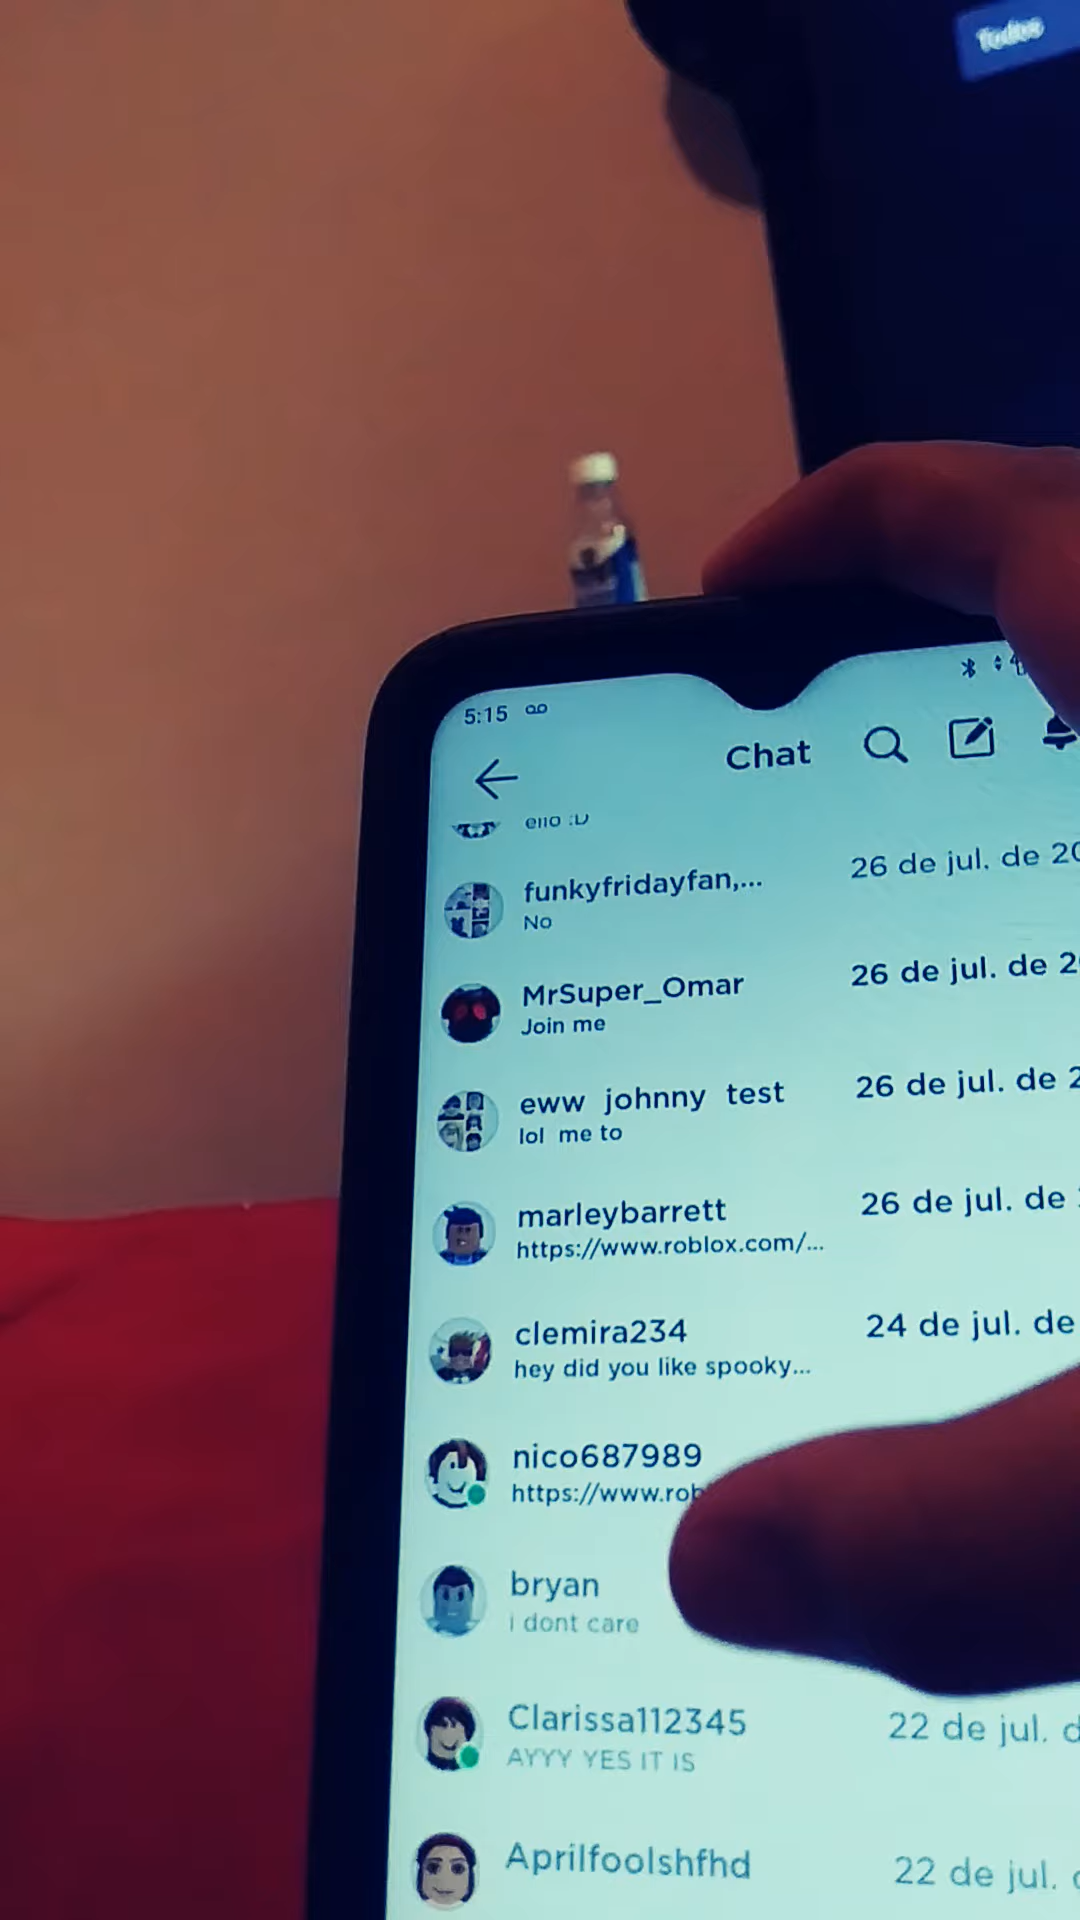 Todos
5:15
Chat
ello :D
funkyfridayfan,... 26 de jul. de 20
No
MrSuper_Omar 26 de jul. de 2
Join me
eww johnny test 26 de jul. de 2
lol me to
marleybarrett 26 de jul. de
https://www.roblox.com/...
clemira234 24 de jul. de
hey did you like spooky...
nico687989
https://www.rob
bryan
i dont care
Clarissa112345 22 de jul. d
AYYY YES IT IS
Aprilfoolshfhd 22 de jul.